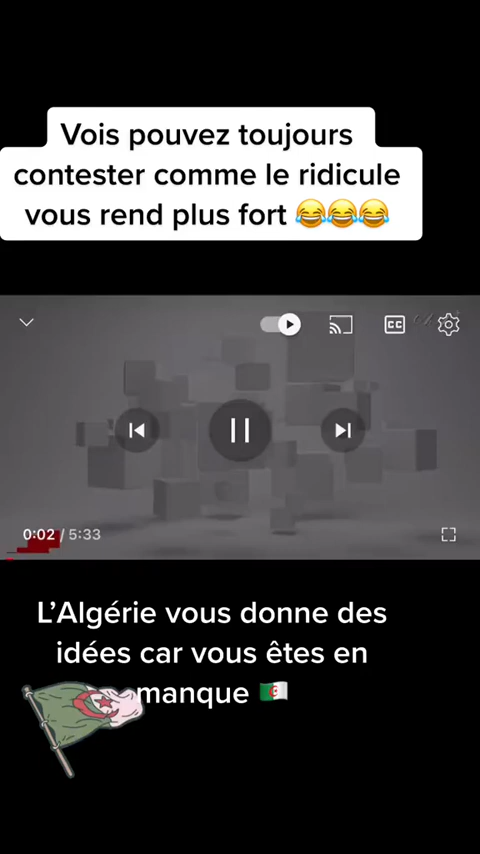 Vois pouvez toujours
contester comme le ridicule
vous rend plus fort 😂😂😂
CC
0:02 / 5:33
L'Algérie vous donne des
idées car vous êtes en
manque 🇩🇿